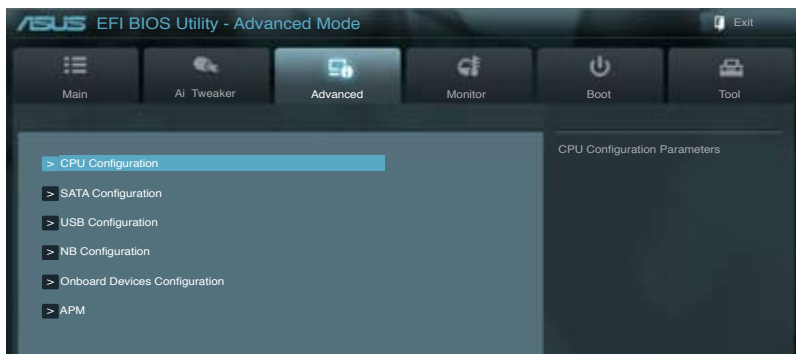 ASUS EFI BIOS Utility - Advanced Mode
Exit
Main
Ai Tweaker
Advanced
Monitor
Boot
Tool
> CPU Configuration
> SATA Configuration
> USB Configuration
> NB Configuration
> Onboard Devices Configuration
> APM
CPU Configuration Parameters